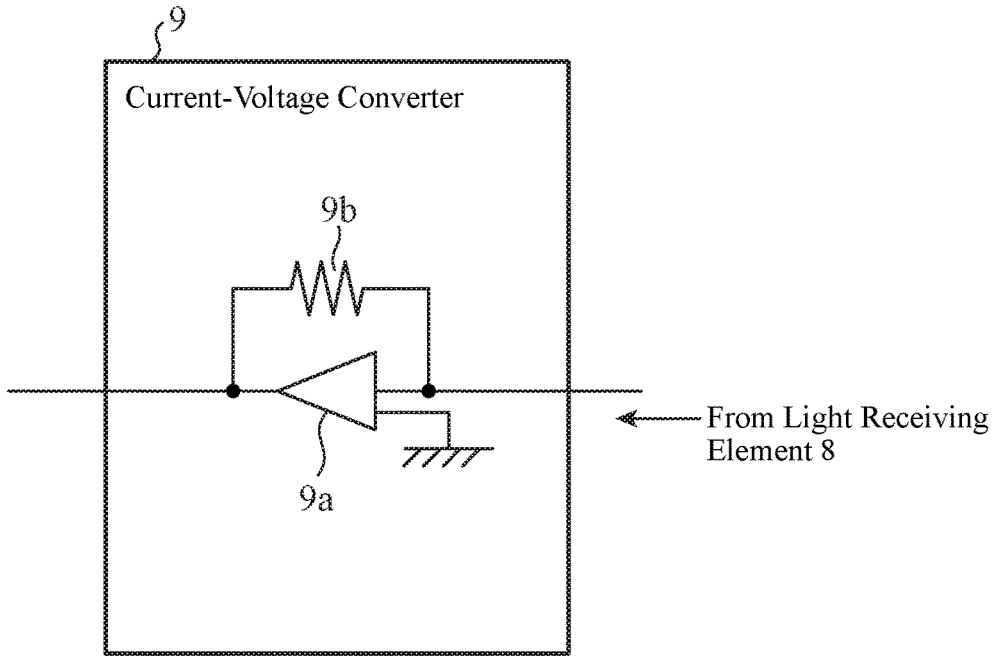 9
Current-Voltage Converter
9b
9a
From Light Receiving
Element 8